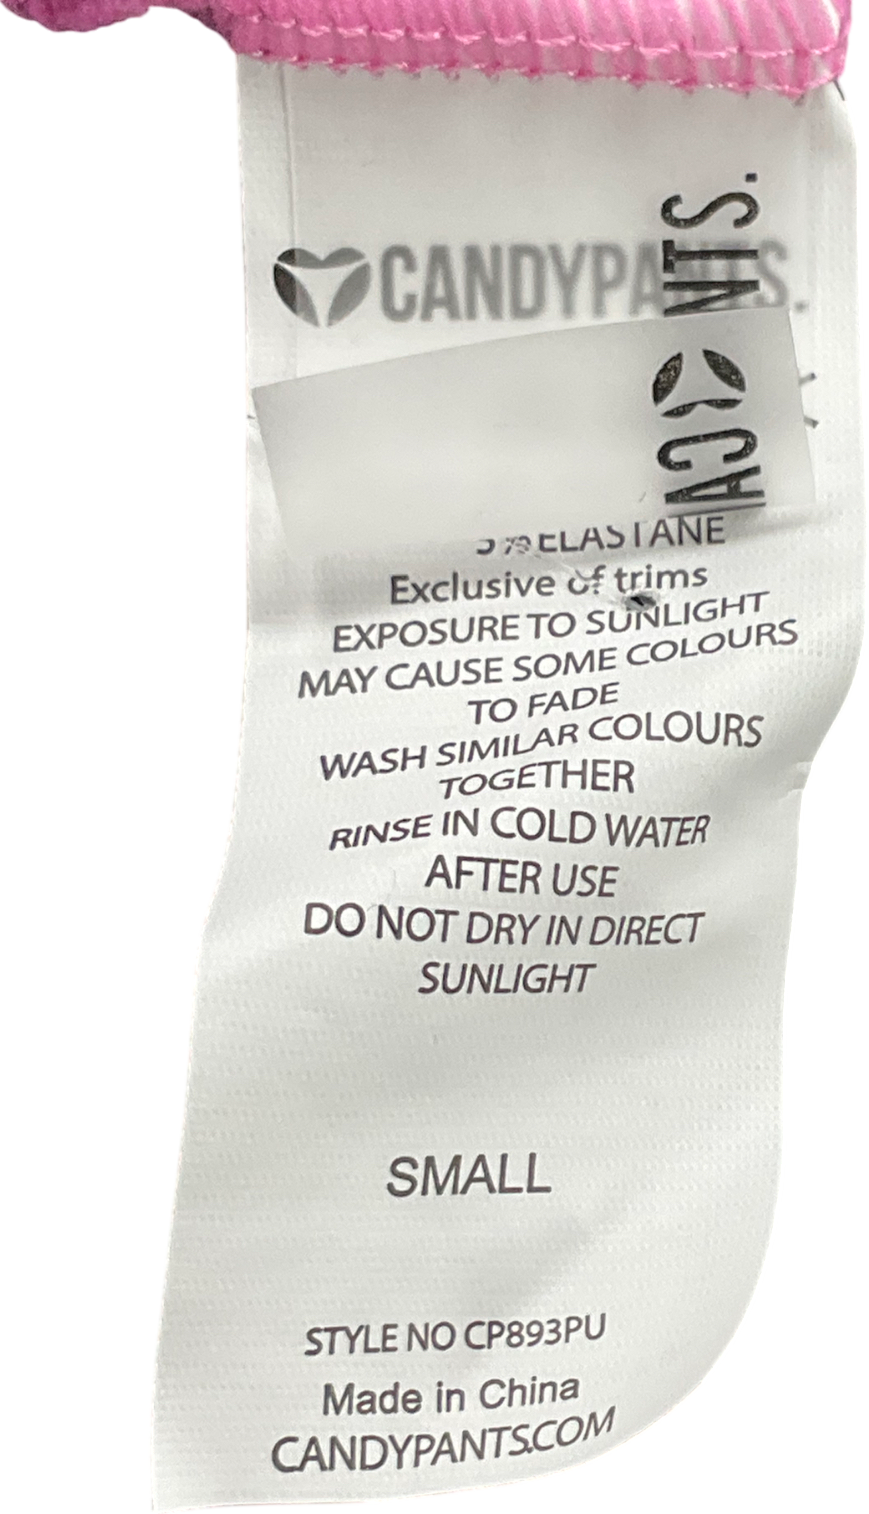 CANDYPANTS.
NTS.
ELASTANE
Exclusive of trims
EXPOSURE TO SUNLIGHT
MAY CAUSE SOME COLOURS
TO FADE
WASH SIMILAR COLOURS
TOGETHER
RINSE IN COLD WATER
AFTER USE
DO NOT DRY IN DIRECT
SUNLIGHT
SMALL
STYLE NO CP893PU
Made in China
CANDYPANTS.COM